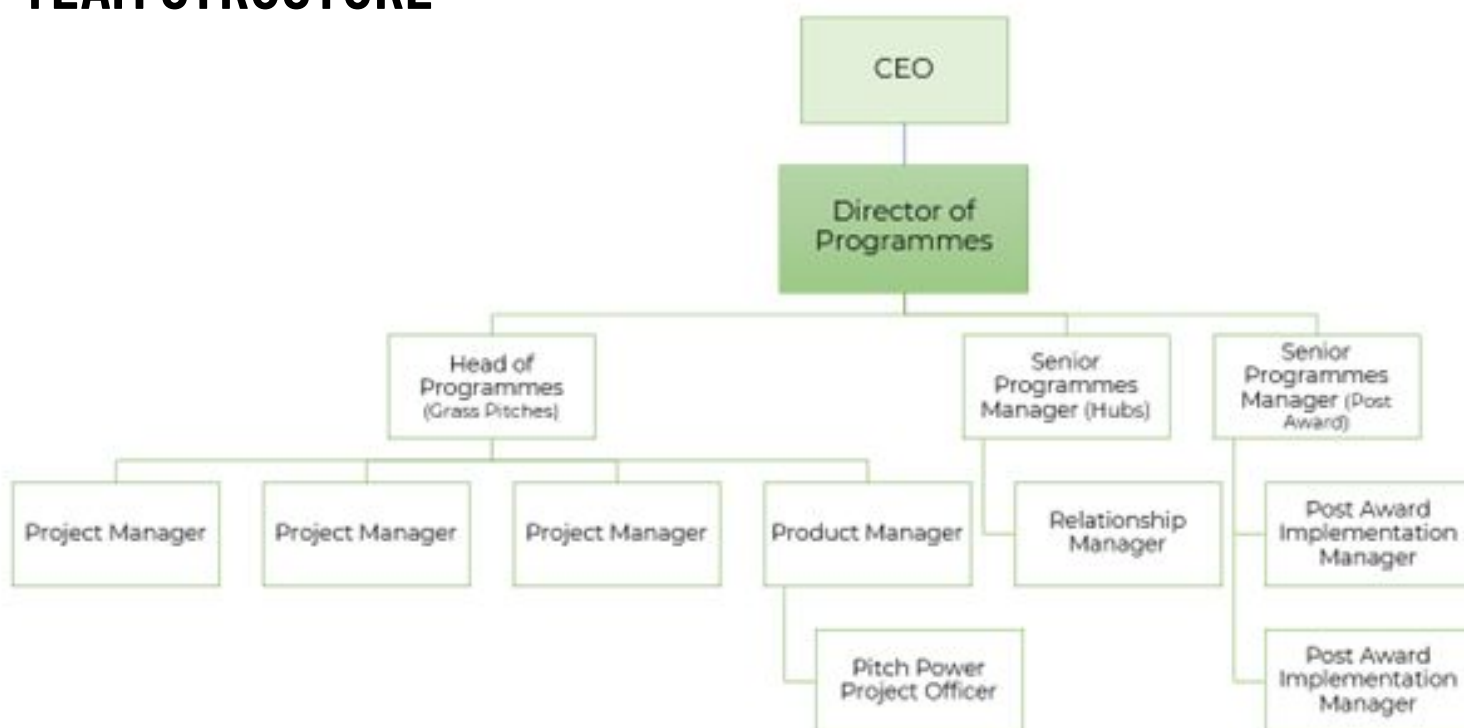 TEAM STRUCTURE
CEO
Director of
Programmes
Head of
Programmes
(Grass Pitches)
Senior
Programmes
Manager (Hubs)
Senior
Programmes
Manager (Post
Award)
Project Manager
Project Manager
Project Manager
Product Manager
Relationship
Manager
Post Award
Implementation
Manager
Pitch Power
Project Officer
Post Award
Implementation
Manager